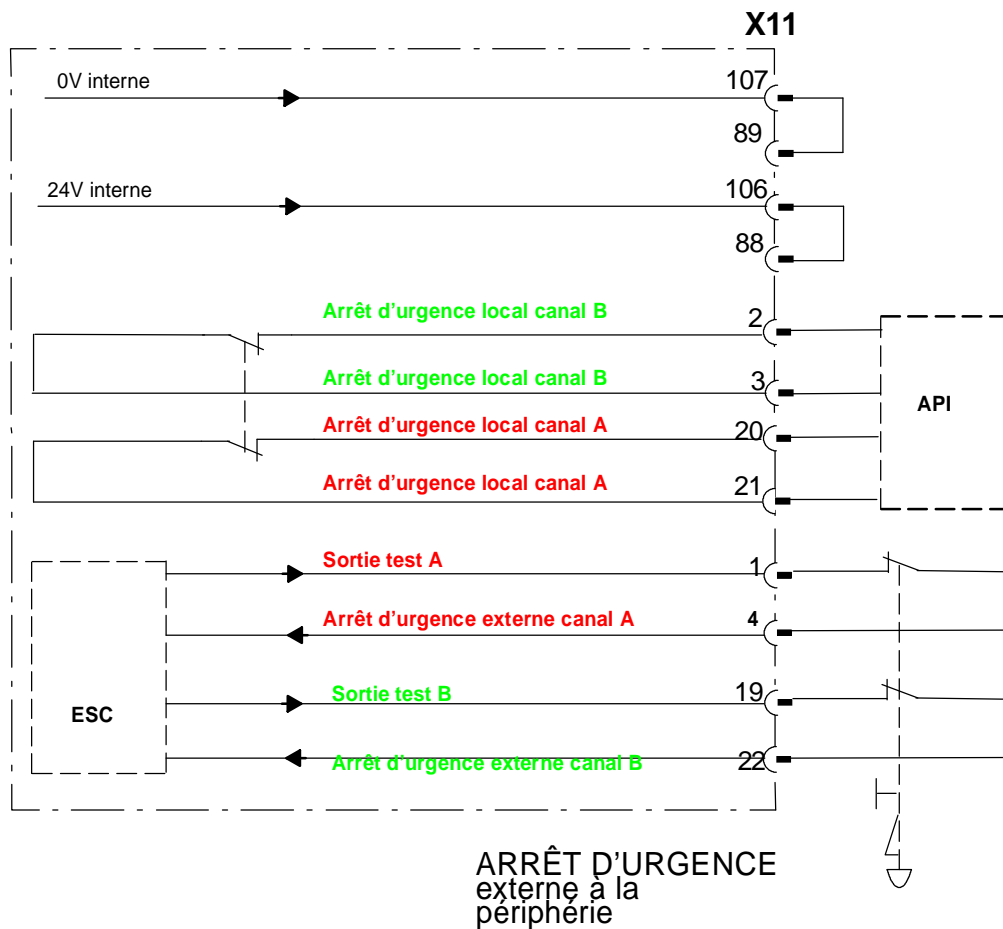 X11
0V interne
107
89
24V interne
106
88
Arrêt d'urgence local canal B
2
Arrêt d'urgence local canal B
3
API
Arrêt d'urgence local canal A
20
Arrêt d'urgence local canal A
21
Sortie test A
1
Arrêt d'urgence externe canal A
4
ESC
Sortie test B
19
Arrêt d'urgence externe canal B
22
ARRÊT D'URGENCE
externe à la
périphérie